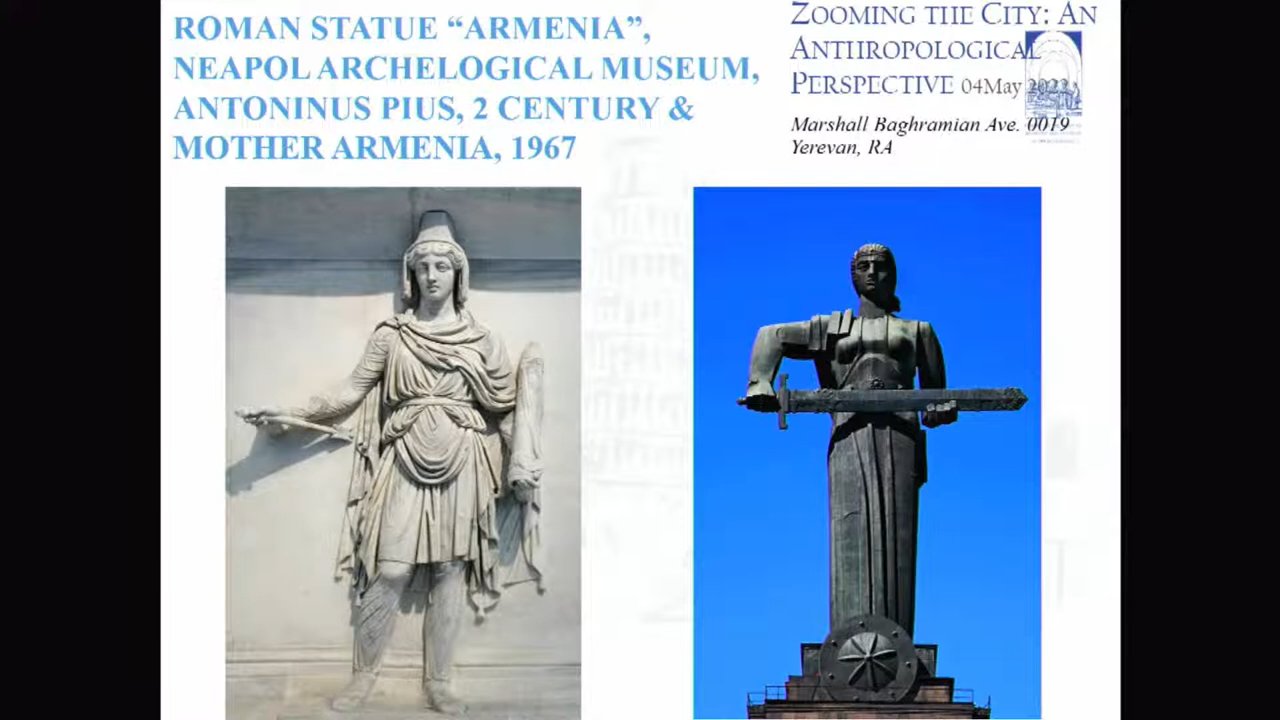 ROMAN STATUE “ARMENIA”,
NEAPOL ARCHELOGICAL MUSEUM,
ANTONINUS PIUS, 2 CENTURY &
MOTHER ARMENIA, 1967
ZOOMING THE CITY: AN
ANTHROPOLOGICAL
PERSPECTIVE 04May 2022
Marshall Baghramian Ave. 0019
Yerevan, RA